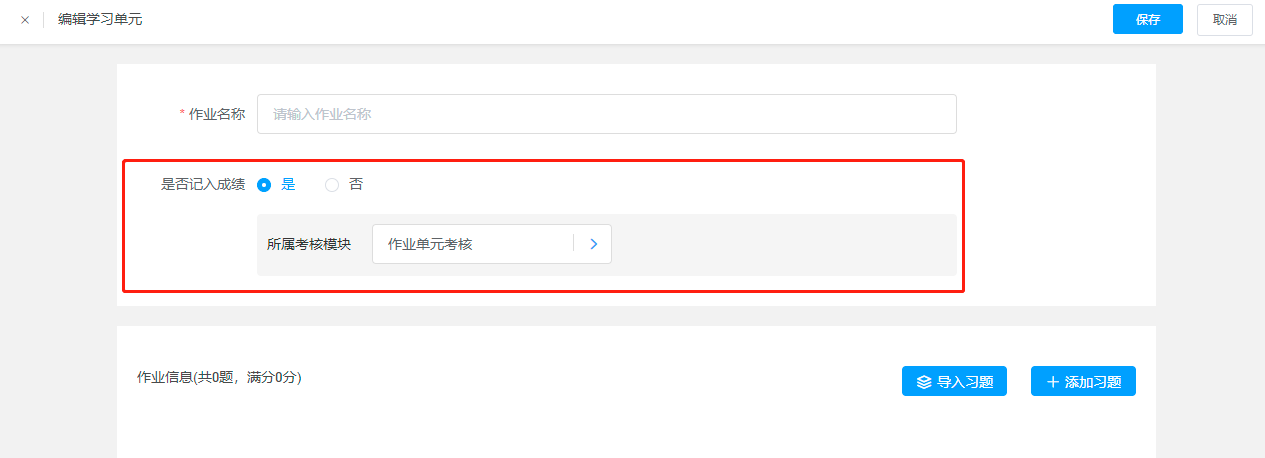 编辑学习单元
保存
取消
* 作业名称
请输入作业名称
是否记入成绩
是
否
所属考核模块
作业单元考核
作业信息(共0题，满分0分)
导入习题
添加习题